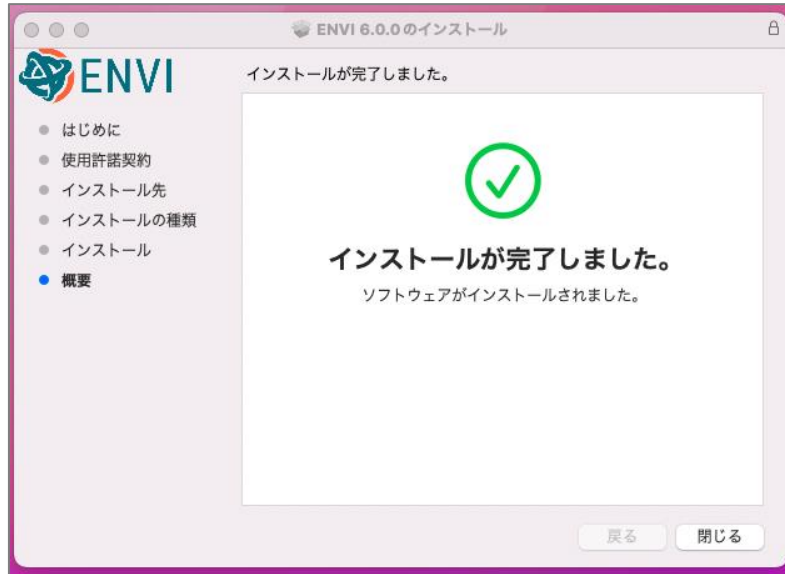 ENVI 6.0.0のインストール
ENVI
インストールが完了しました。
はじめに
使用許諾契約
インストール先
インストールの種類
インストール
概要
インストールが完了しました。
ソフトウェアがインストールされました。
戻る
閉じる